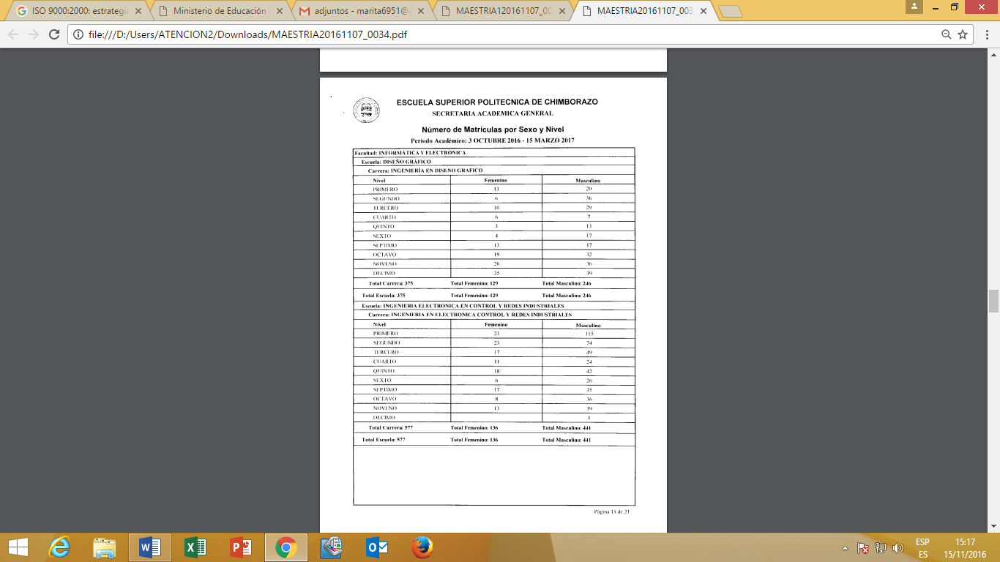 ISO 9000:2000: estrategi
Ministerio de Educación
adjuntos - marita6951@g
MAESTRIA120161107_00
MAESTRIA20161107_003
file:///D:/Users/ATENCION2/Downloads/MAESTRIA20161107_0034.pdf
ESCUELA SUPERIOR POLITECNICA DE CHIMBORAZO
SECRETARIA ACADEMICA GENERAL
Número de Matrículas por Sexo y Nivel
Período Académico: 3 OCTUBRE 2016 - 15 MARZO 2017
Facultad: INFORMÁTICA Y ELECTRÓNICA
Escuela: DISEÑO GRÁFICO
Carrera: INGENIERÍA EN DISENO GRAFICO
Nivel Femenino Masculino
PRIMERO 13 20
SEGUNDO 6 36
TERCERO 10 29
CUARTO 6 7
QUINTO 3 13
SEXTO 4 17
SEPTIMO 13 17
OCTAVO 19 32
NOVENO 20 36
DECIMO 35 39
Total Carrera: 375 Total Femenino: 129 Total Masculino: 246
Total Escuela: 375 Total Femenino: 129 Total Masculino: 246
Escuela: INGENIERIA ELECTRONICA EN CONTROL Y REDES INDUSTRIALES
Carrera: INGENIERIA EN ELECTRONICA CONTROL Y REDES INDUSTRIALES
Nivel Femenino Masculino
PRIMERO 23 115
SEGUNDO 23 74
TERCERO 17 49
CUARTO 11 24
QUINTO 18 42
SEXTO 6 26
SEPTIMO 17 35
OCTAVO 8 36
NOVENO 13 39
DECIMO 1
Total Carrera: 577 Total Femenino: 136 Total Masculino: 441
Total Escuela: 577 Total Femenino: 136 Total Masculino: 441
Página de 21
ESP 15:17
ES 15/11/2016